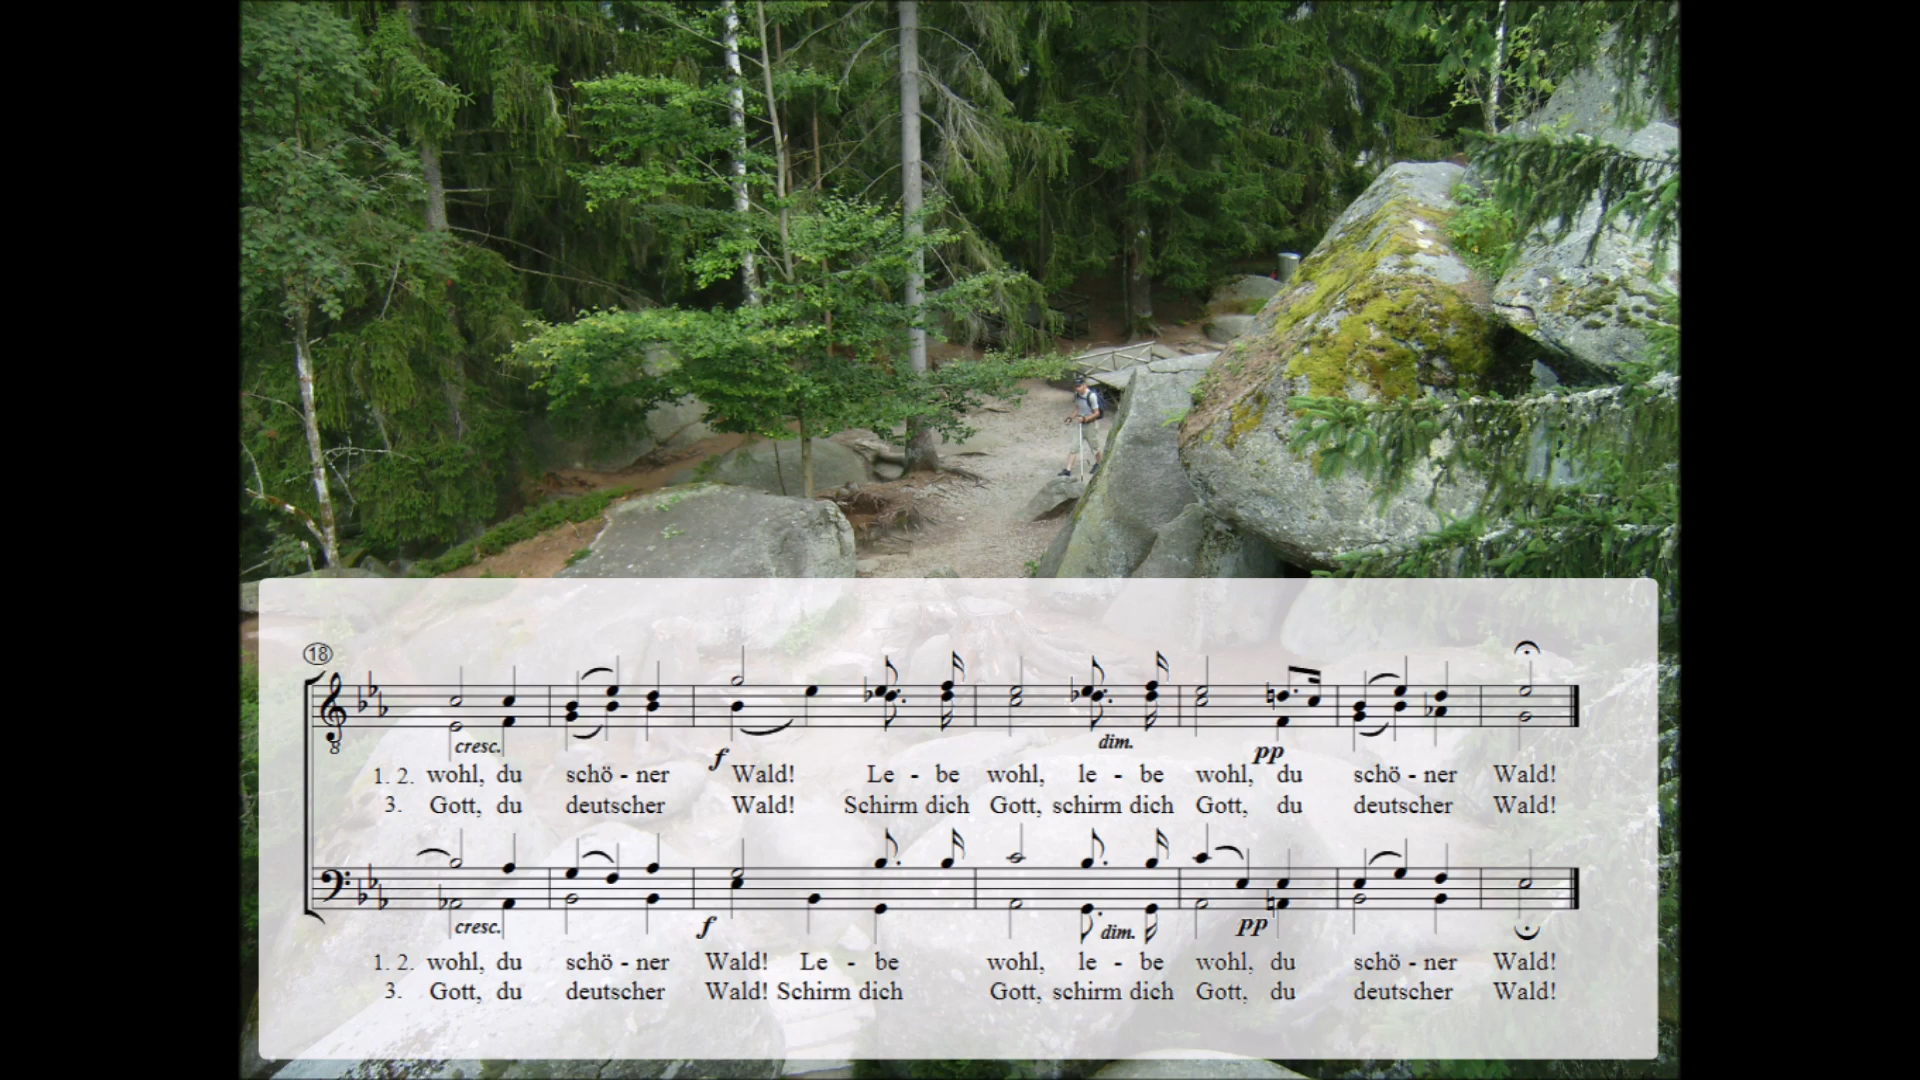 18
cresc.
f
dim.
pp
8
1. 2. wohl, du schö - ner Wald! Le - be wohl, le - be wohl, du schö - ner Wald!
3. Gott, du deutscher Wald! Schirm dich Gott, schirm dich Gott, du deutscher Wald!
cresc.
f
dim.
pp
1. 2. wohl, du schö - ner Wald! Le - be wohl, le - be wohl, du schö - ner Wald!
3. Gott, du deutscher Wald! Schirm dich Gott, schirm dich Gott, du deutscher Wald!